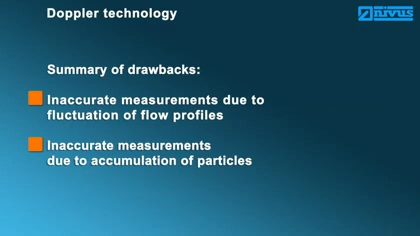 Doppler technology
nivus
Summary of drawbacks:
Inaccurate measurements due to
fluctuation of flow profiles
Inaccurate measurements
due to accumulation of particles